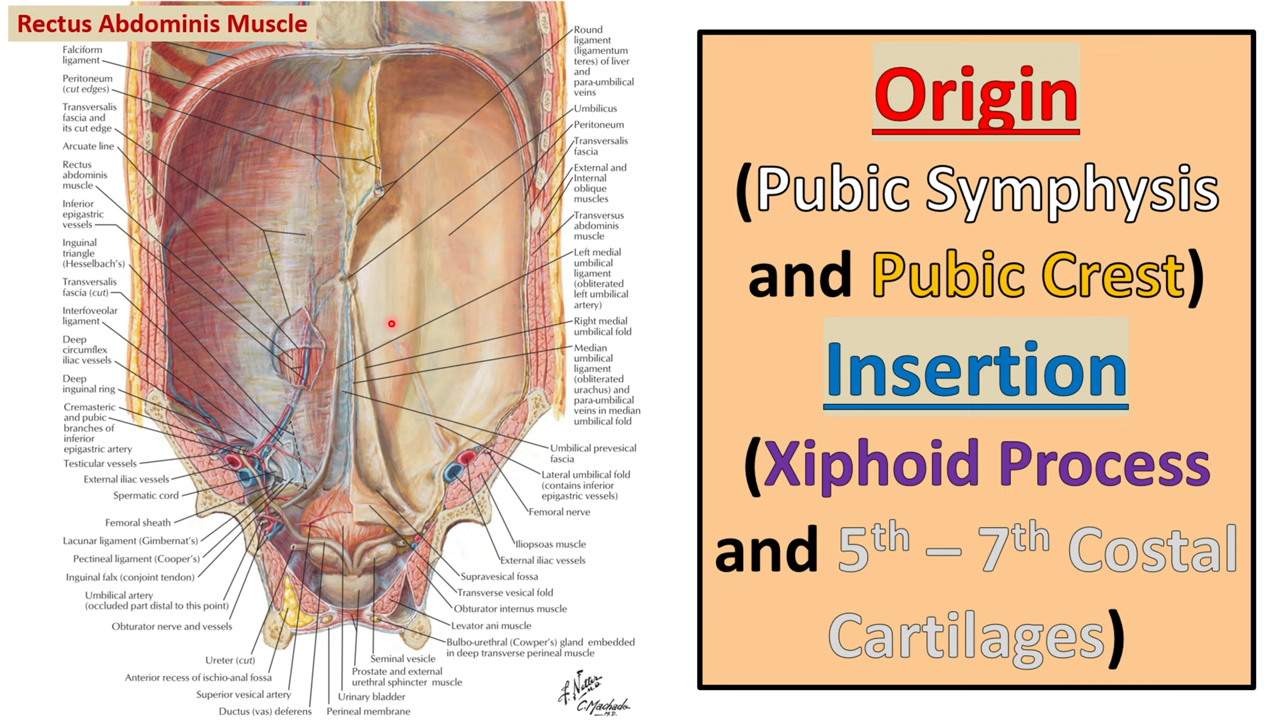 Rectus Abdominis Muscle
Falciform
ligament
Peritoneum
(cut edges)
Transversalis
fascia and
its cut edge
Arcuate line
Rectus
abdominis
muscle
Inferior
epigastric
vessels
Inguinal
triangle
(Hesselbach's)
Transversalis
fascia (cut)
Interfoveolar
ligament
Deep
circumflex
iliac vessels
Deep
inguinal ring
Cremasteric
and pubic
branches of
inferior
epigastric artery
Testicular vessels
External iliac vessels
Spermatic cord
Femoral sheath
Lacunar ligament (Gimbernat's)
Pectineal ligament (Cooper's)
Inguinal falx (conjoint tendon)
Umbilical artery
(occluded part distal to this point)
Obturator nerve and vessels
Ureter (cut)
Anterior recess of ischio-anal fossa
Superior vesical artery
Ductus (vas) deferens
Round
ligament
(ligamentum
teres) of liver
and
para-umbilical
veins
Umbilicus
Peritoneum
Transversalis
fascia
External and
Internal
oblique
muscles
Transversus
abdominis
muscle
Left medial
umbilical
ligament
(obliterated
left umbilical
artery)
Right medial
umbilical fold
Median
umbilical
ligament
(obliterated
urachus) and
para-umbilical
veins in median
umbilical fold
Umbilical prevesical
fascia
Lateral umbilical fold
(contains inferior
epigastric vessels)
Femoral nerve
Iliopsoas muscle
External iliac vessels
Supravesical fossa
Transverse vesical fold
Obturator internus muscle
Levator ani muscle
Bulbo-urethral (Cowper's) gland embedded
in deep transverse perineal muscle
Seminal vesicle
Prostate and external
urethral sphincter muscle
Urinary bladder
Perineal membrane
F. Netter
M.D.
C. Machado
M.D.
Origin
(Pubic Symphysis
and Pubic Crest)
Insertion
(Xiphoid Process
and 5th – 7th Costal
Cartilages)